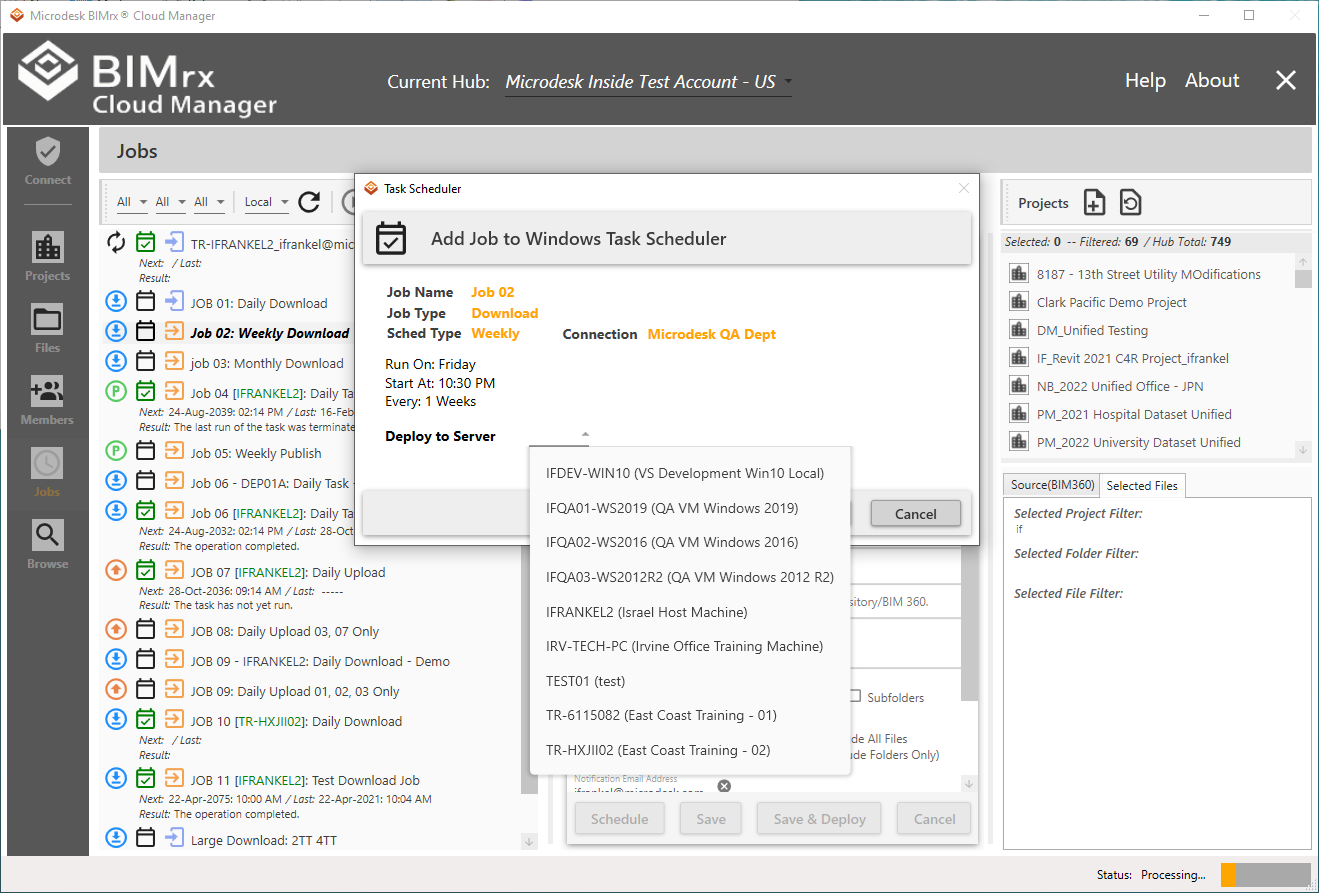 Microdesk BIMrx® Cloud Manager
BIMrx
Cloud Manager
Current Hub: Microdesk Inside Test Account - US
Help About
Connect
Projects
Files
Members
Jobs
Browse
Jobs
All All All Local
TR-IFRANKEL2_ifrankel@mic
Next: / Last:
Result:
JOB 01: Daily Download
Job 02: Weekly Download
job 03: Monthly Download
Job 04 [IFRANKEL2]: Daily Ta
Next: 24-Aug-2039: 02:14 PM / Last: 16-Feb
Result: The last run of the task was terminate
Job 05: Weekly Publish
Job 06 - DEP01A: Daily Task -
Job 06 [IFRANKEL2]: Daily Ta
Next: 24-Aug-2032: 02:14 PM / Last: 28-Oct
Result: The operation completed.
JOB 07 [IFRANKEL2]: Daily Upload
Next: 28-Oct-2036: 09:14 AM / Last: -----
Result: The task has not yet run.
JOB 08: Daily Upload 03, 07 Only
JOB 09 - IFRANKEL2: Daily Download - Demo
JOB 09: Daily Upload 01, 02, 03 Only
JOB 10 [TR-HXJII02]: Daily Download
Next: / Last:
Result:
JOB 11 [IFRANKEL2]: Test Download Job
Next: 22-Apr-2075: 10:00 AM / Last: 22-Apr-2021: 10:04 AM
Result: The operation completed.
Large Download: 2TT 4TT
Task Scheduler
Add Job to Windows Task Scheduler
Job Name Job 02
Job Type Download
Sched Type Weekly Connection Microdesk QA Dept
Run On: Friday
Start At: 10:30 PM
Every: 1 Weeks
Deploy to Server
IFDEV-WIN10 (VS Development Win10 Local)
IFQA01-WS2019 (QA VM Windows 2019)
IFQA02-WS2016 (QA VM Windows 2016)
IFQA03-WS2012R2 (QA VM Windows 2012 R2)
IFRANKEL2 (Israel Host Machine)
IRV-TECH-PC (Irvine Office Training Machine)
TEST01 (test)
TR-6115082 (East Coast Training - 01)
TR-HXJII02 (East Coast Training - 02)
Cancel
sitory/BIM 360.
Subfolders
de All Files
ude Folders Only)
Notification Email Address
ifrankel@microdesk.com
Schedule Save Save & Deploy Cancel
Projects
Selected: 0 -- Filtered: 69 / Hub Total: 749
8187 - 13th Street Utility MOdifications
Clark Pacific Demo Project
DM_Unified Testing
IF_Revit 2021 C4R Project_ifrankel
NB_2022 Unified Office - JPN
PM_2021 Hospital Dataset Unified
PM_2022 University Dataset Unified
Source(BIM360) Selected Files
Selected Project Filter:
if
Selected Folder Filter:
Selected File Filter:
Status: Processing...